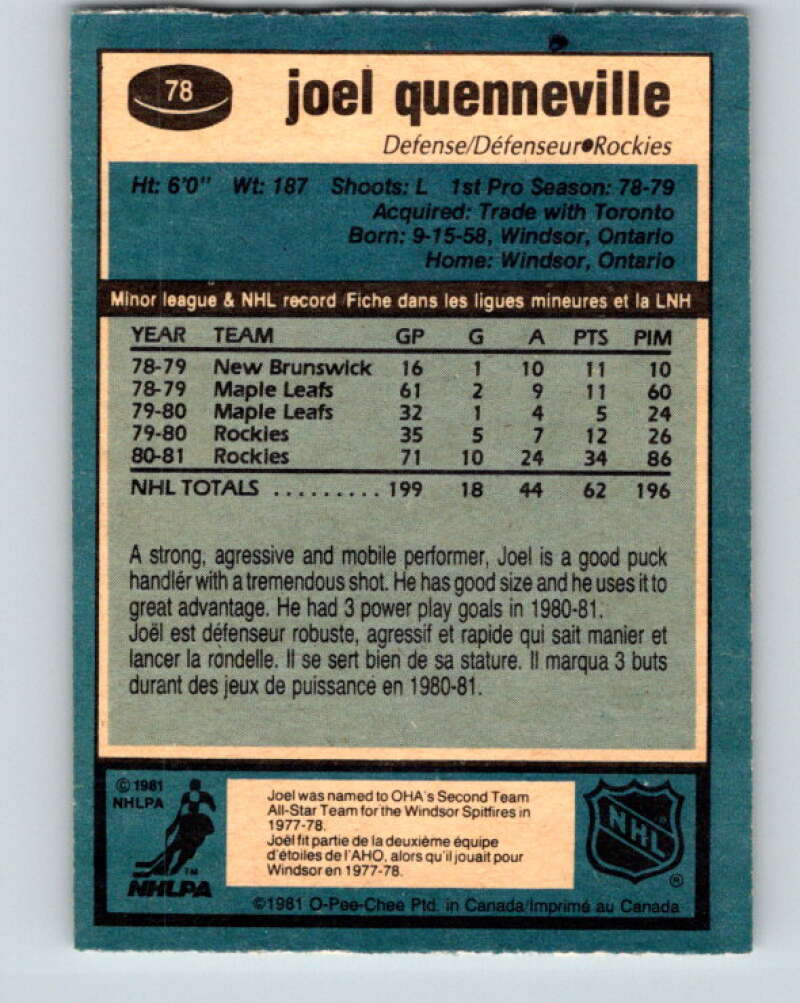 78
joel quenneville
Defense/Défenseur●Rockies
Ht: 6'0" Wt: 187 Shoots: L 1st Pro Season: 78-79
Acquired: Trade with Toronto
Born: 9-15-58, Windsor, Ontario
Home: Windsor, Ontario
Minor league & NHL record/Fiche dans les ligues mineures et la LNH
YEAR TEAM GP G A PTS PIM
78-79 New Brunswick 16 1 10 11 10
78-79 Maple Leafs 61 2 9 11 60
79-80 Maple Leafs 32 1 4 5 24
79-80 Rockies 35 5 7 12 26
80-81 Rockies 71 10 24 34 86
NHL TOTALS ......... 199 18 44 62 196
A strong, agressive and mobile performer, Joel is a good puck
handlér with a tremendous shot. He has good size and he uses it to
great advantage. He had 3 power play goals in 1980-81.
Joël est défenseur robuste, agressif et rapide qui sait manier et
lancer la rondelle. Il se sert bien de sa stature. Il marqua 3 buts
durant des jeux de puissance en 1980-81.
© 1981
NHLPA
TM
NHLPA
Joel was named to OHA's Second Team
All-Star Team for the Windsor Spitfires in
1977-78.
Joël fit partie de la deuxième équipe
d'étoiles de l'AHO, alors qu'il jouait pour
Windsor en 1977-78.
NHL
®
©1981 O-Pee-Chee Ptd. in Canada/Imprimé au Canada